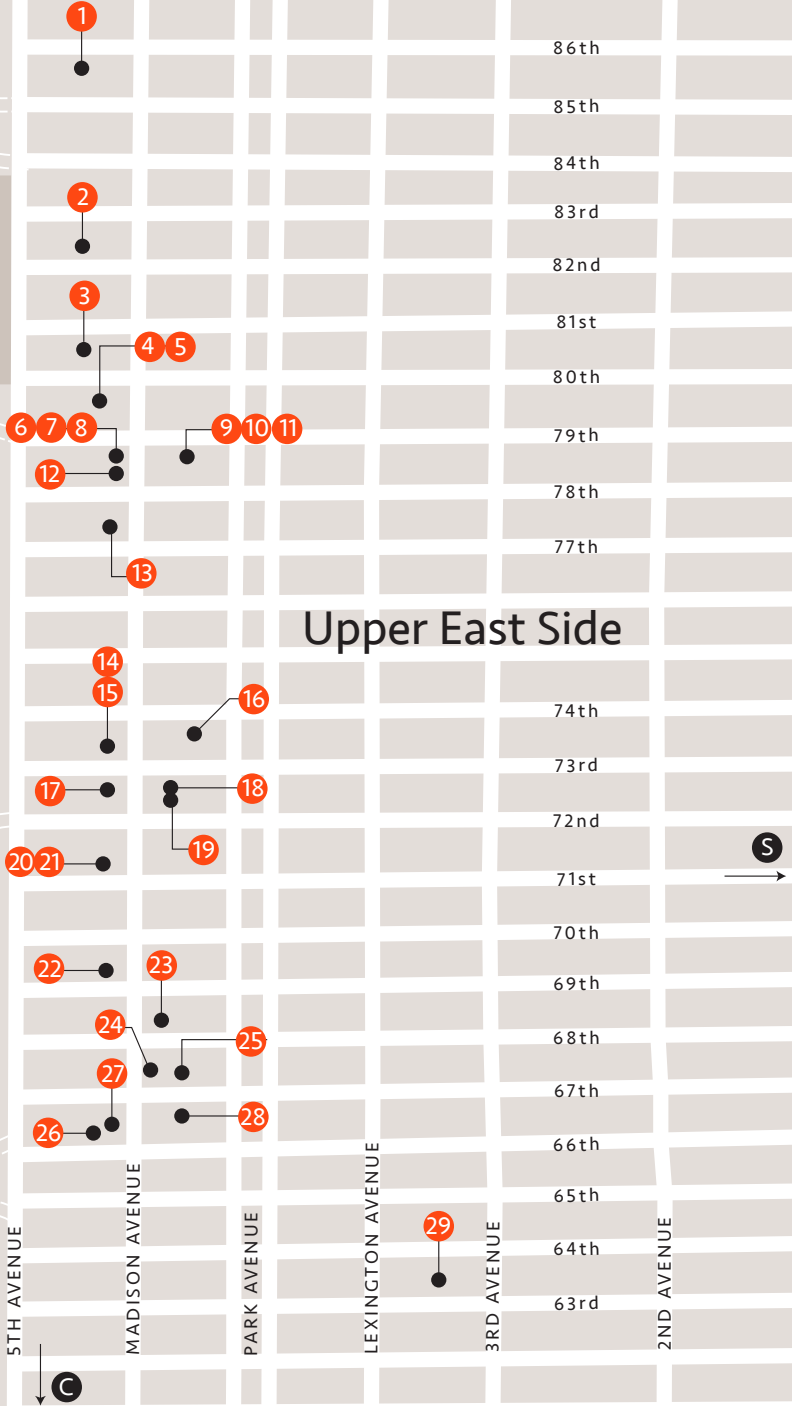 1
86th
85th
84th
2
83rd
82nd
3
81st
4 5
80th
6 7 8
9 10 11
79th
12
78th
77th
13
Upper East Side
14
15
16
74th
73rd
17
18
72nd
19
S
20 21
71st
70th
22
23
69th
24
25
68th
27
67th
26
28
66th
65th
29
64th
63rd
5TH AVENUE
MADISON AVENUE
PARK AVENUE
LEXINGTON AVENUE
3RD AVENUE
2ND AVENUE
C